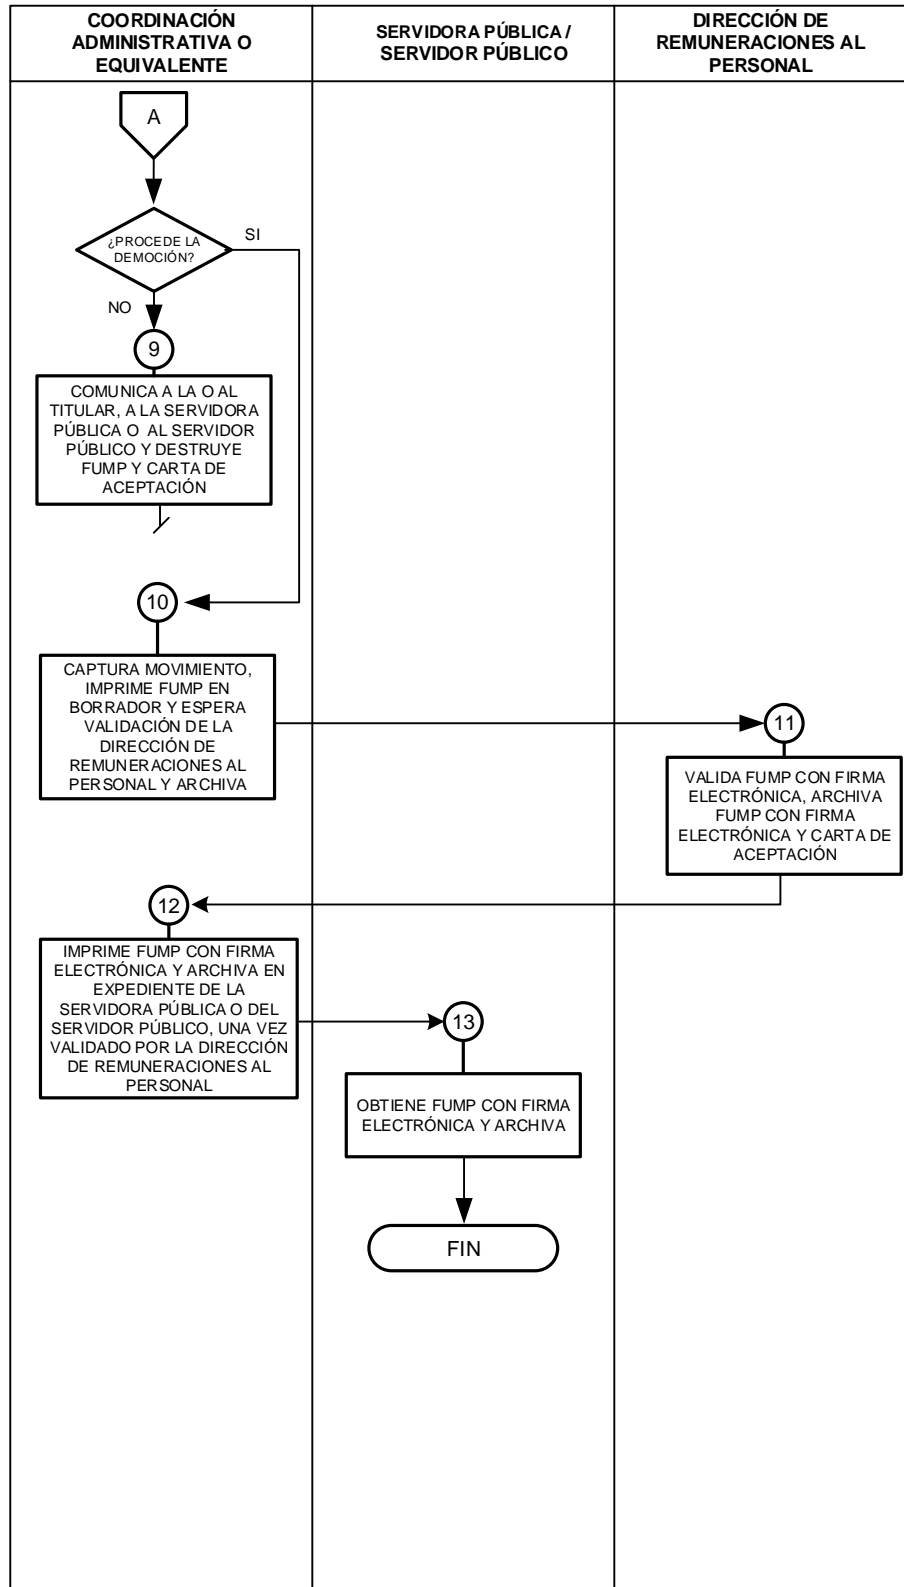 COORDINACIÓN
ADMINISTRATIVA O
EQUIVALENTE
SERVIDORA PÚBLICA /
SERVIDOR PÚBLICO
DIRECCIÓN DE
REMUNERACIONES AL
PERSONAL
A
¿PROCEDE LA
DEMOCIÓN?
SI
NO
9
COMUNICA A LA O AL
TITULAR, A LA SERVIDORA
PÚBLICA O AL SERVIDOR
PÚBLICO Y DESTRUYE
FUMP Y CARTA DE
ACEPTACIÓN
10
CAPTURA MOVIMIENTO,
IMPRIME FUMP EN
BORRADOR Y ESPERA
VALIDACIÓN DE LA
DIRECCIÓN DE
REMUNERACIONES AL
PERSONAL Y ARCHIVA
11
VALIDA FUMP CON FIRMA
ELECTRÓNICA, ARCHIVA
FUMP CON FIRMA
ELECTRÓNICA Y CARTA DE
ACEPTACIÓN
12
IMPRIME FUMP CON FIRMA
ELECTRÓNICA Y ARCHIVA EN
EXPEDIENTE DE LA
SERVIDORA PÚBLICA O DEL
SERVIDOR PÚBLICO, UNA VEZ
VALIDADO POR LA DIRECCIÓN
DE REMUNERACIONES AL
PERSONAL
13
OBTIENE FUMP CON FIRMA
ELECTRÓNICA Y ARCHIVA
FIN